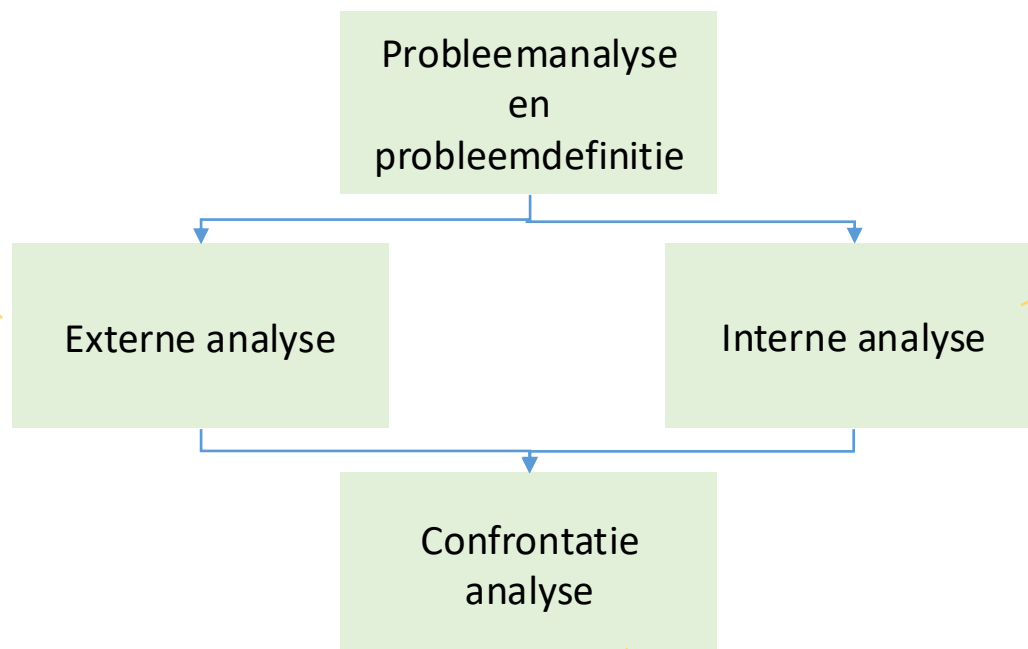 Probleemanalyse
en
probleemdefinitie
Externe analyse
Interne analyse
Confrontatie
analyse